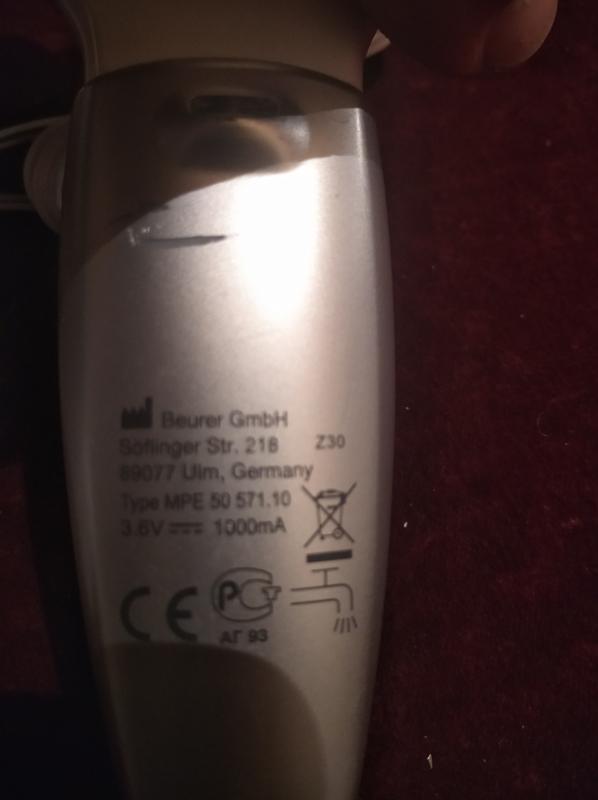 Beurer GmbH
Söflinger Str. 218 Z30
89077 Ulm, Germany
Type MPE 50 571.10
3.6V 1000mA
CE PC
АГ 93